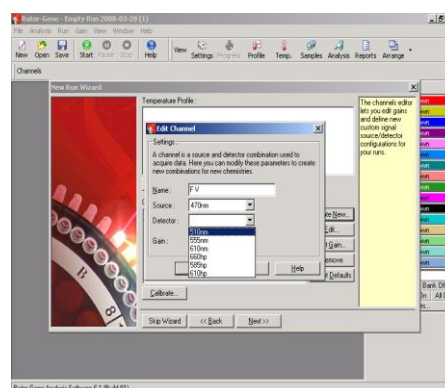 Rotor-Gene - Empty Run 2008-03-28 (1)
File Analysis Run Gain View Window Help
New Open Save Start Pause Stop Help View Settings Progress Profile Temp. Samples Analysis Reports Arrange
Channels
New Run Wizard
Temperature Profile :
The channels editor
lets you edit gains
and define new
custom signal
source/detector
configurations for
your runs.
Edit Channel
Settings :
A channel is a source and detector combination used to
acquire data. Here you can modify these parameters to create
new combinations for new chemistries.
Name : F V
Source : 470nm
Detector :
510nm
555nm
610nm
660hp
585hp
610hp
Gain :
Help
Edit...
Gain...
Defaults
Calibrate...
Skip Wizard << Back Next >>